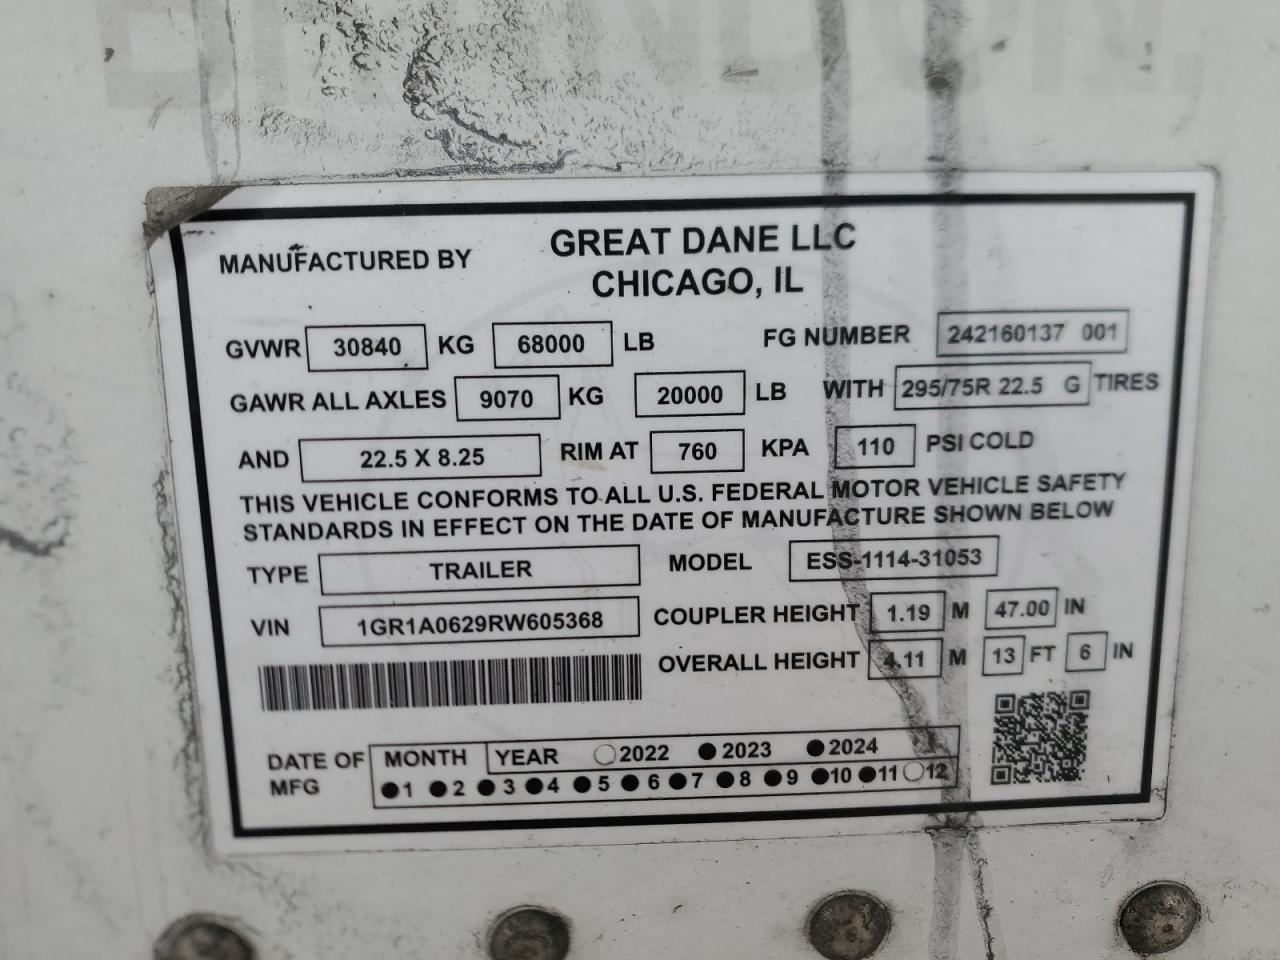 MANUFACTURED BY GREAT DANE LLC
CHICAGO, IL
GVWR 30840 KG 68000 LB FG NUMBER 242160137 001
GAWR ALL AXLES 9070 KG 20000 LB WITH 295/75R 22.5 G TIRES
AND 22.5 X 8.25 RIM AT 760 KPA 110 PSI COLD
THIS VEHICLE CONFORMS TO ALL U.S. FEDERAL MOTOR VEHICLE SAFETY
STANDARDS IN EFFECT ON THE DATE OF MANUFACTURE SHOWN BELOW
TYPE TRAILER MODEL ESS-1114-31053
VIN 1GR1A0629RW605368 COUPLER HEIGHT 1.19 M 47.00 IN
OVERALL HEIGHT 4.11 M 13 FT 6 IN
DATE OF MFG MONTH YEAR 2022 2023 2024
1 2 3 4 5 6 7 8 9 10 11 12